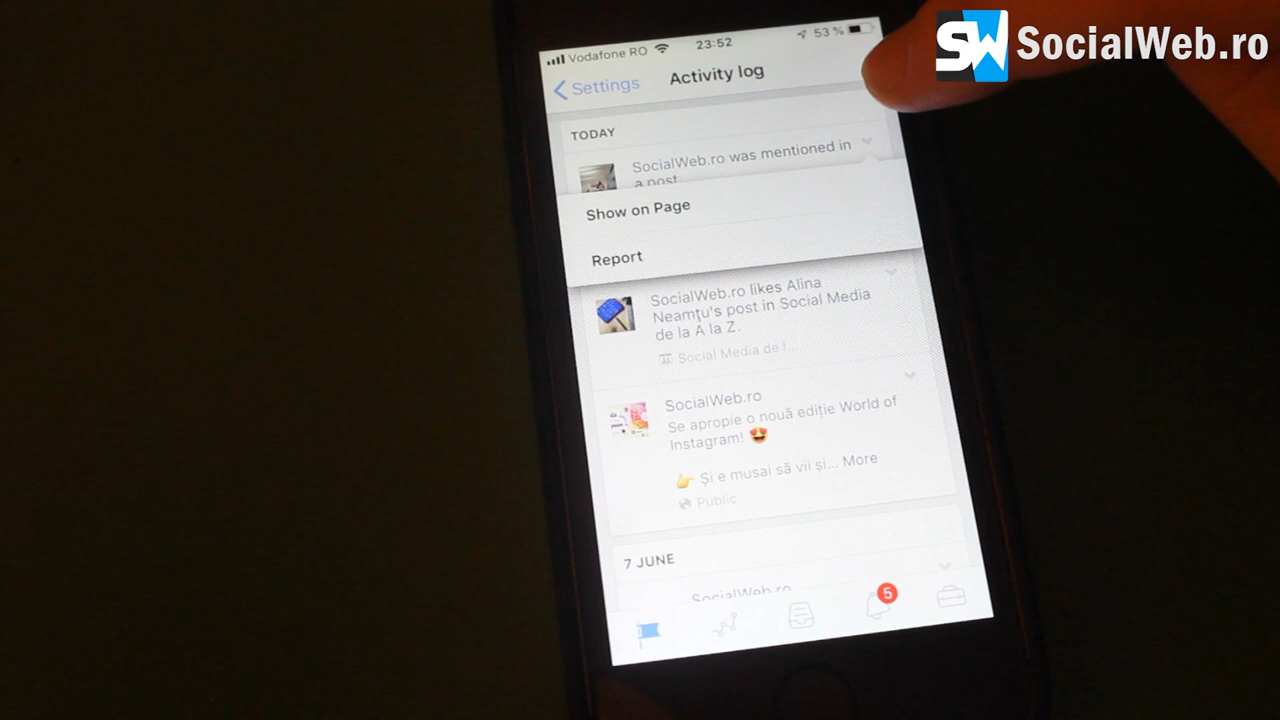 SW SocialWeb.ro
Vodafone RO 23:52 53 %
Settings Activity log
TODAY
SocialWeb.ro was mentioned in
a post.
Show on Page
Report
SocialWeb.ro likes Alina
Neamțu's post in Social Media
de la A la Z.
Social Media de l...
SocialWeb.ro
Se apropie o nouă ediție World of
Instagram! 😍
👉 Și e musai să vii și... More
Public
7 JUNE
SocialWeb.ro
5